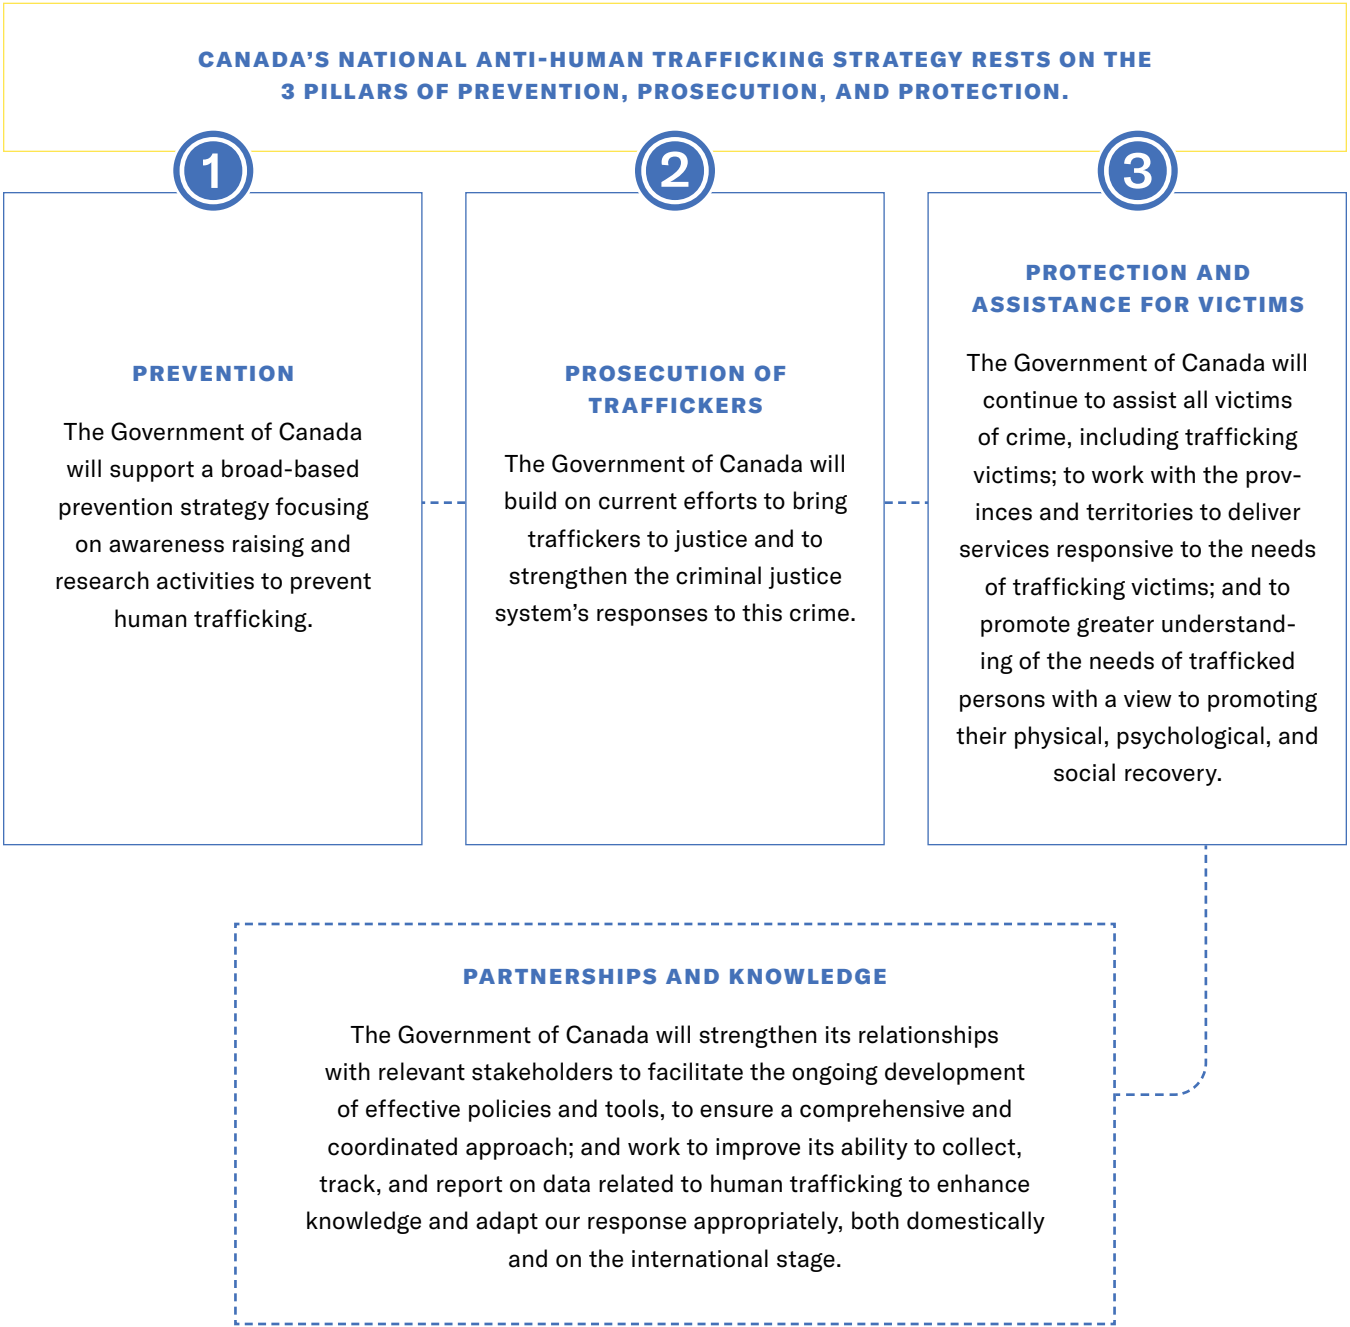 CANADA’S NATIONAL ANTI-HUMAN TRAFFICKING STRATEGY RESTS ON THE
3 PILLARS OF PREVENTION, PROSECUTION, AND PROTECTION.
1
PREVENTION
The Government of Canada
will support a broad-based
prevention strategy focusing
on awareness raising and
research activities to prevent
human trafficking.
2
PROSECUTION OF
TRAFFICKERS
The Government of Canada will
build on current efforts to bring
traffickers to justice and to
strengthen the criminal justice
system’s responses to this crime.
3
PROTECTION AND
ASSISTANCE FOR VICTIMS
The Government of Canada will
continue to assist all victims
of crime, including trafficking
victims; to work with the prov-
inces and territories to deliver
services responsive to the needs
of trafficking victims; and to
promote greater understand-
ing of the needs of trafficked
persons with a view to promoting
their physical, psychological, and
social recovery.
PARTNERSHIPS AND KNOWLEDGE
The Government of Canada will strengthen its relationships
with relevant stakeholders to facilitate the ongoing development
of effective policies and tools, to ensure a comprehensive and
coordinated approach; and work to improve its ability to collect,
track, and report on data related to human trafficking to enhance
knowledge and adapt our response appropriately, both domestically
and on the international stage.